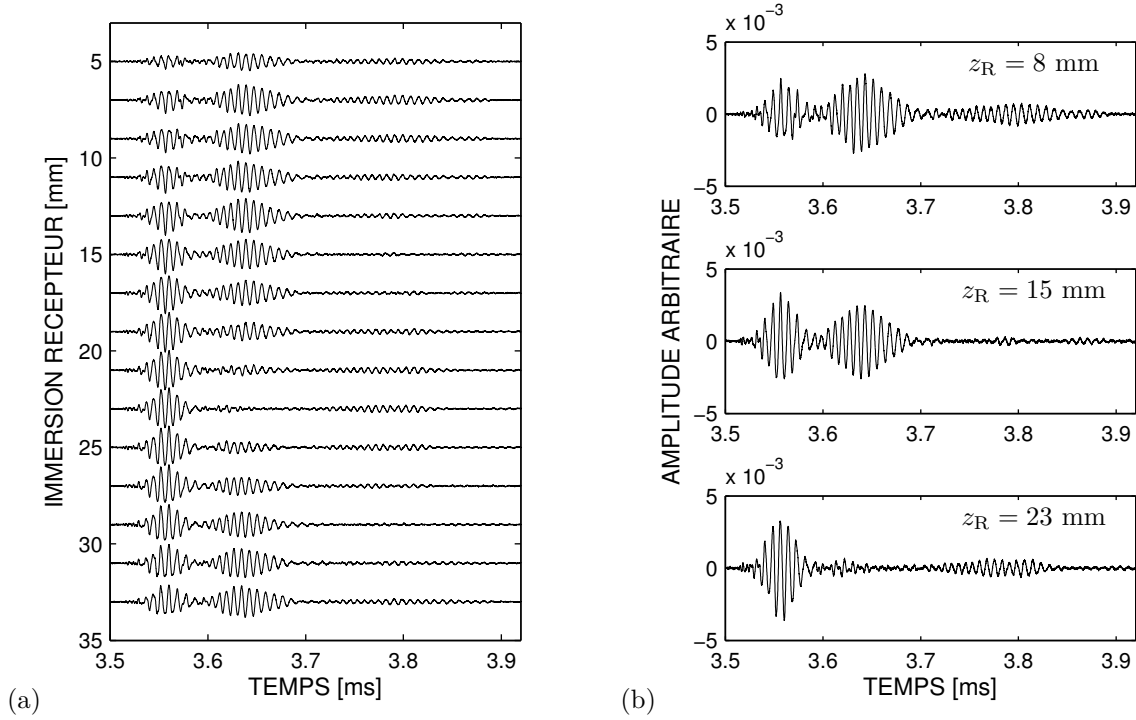 5
10
15
20
25
30
35
3.5 3.6 3.7 3.8 3.9
IMMERSION RECEPTEUR [mm]
TEMPS [ms]
(a)
x 10⁻³
5
0
−5
z_R = 8 mm
3.5 3.6 3.7 3.8 3.9
x 10⁻³
5
0
−5
z_R = 15 mm
3.5 3.6 3.7 3.8 3.9
x 10⁻³
5
0
−5
z_R = 23 mm
3.5 3.6 3.7 3.8 3.9
AMPLITUDE ARBITRAIRE
TEMPS [ms]
(b)